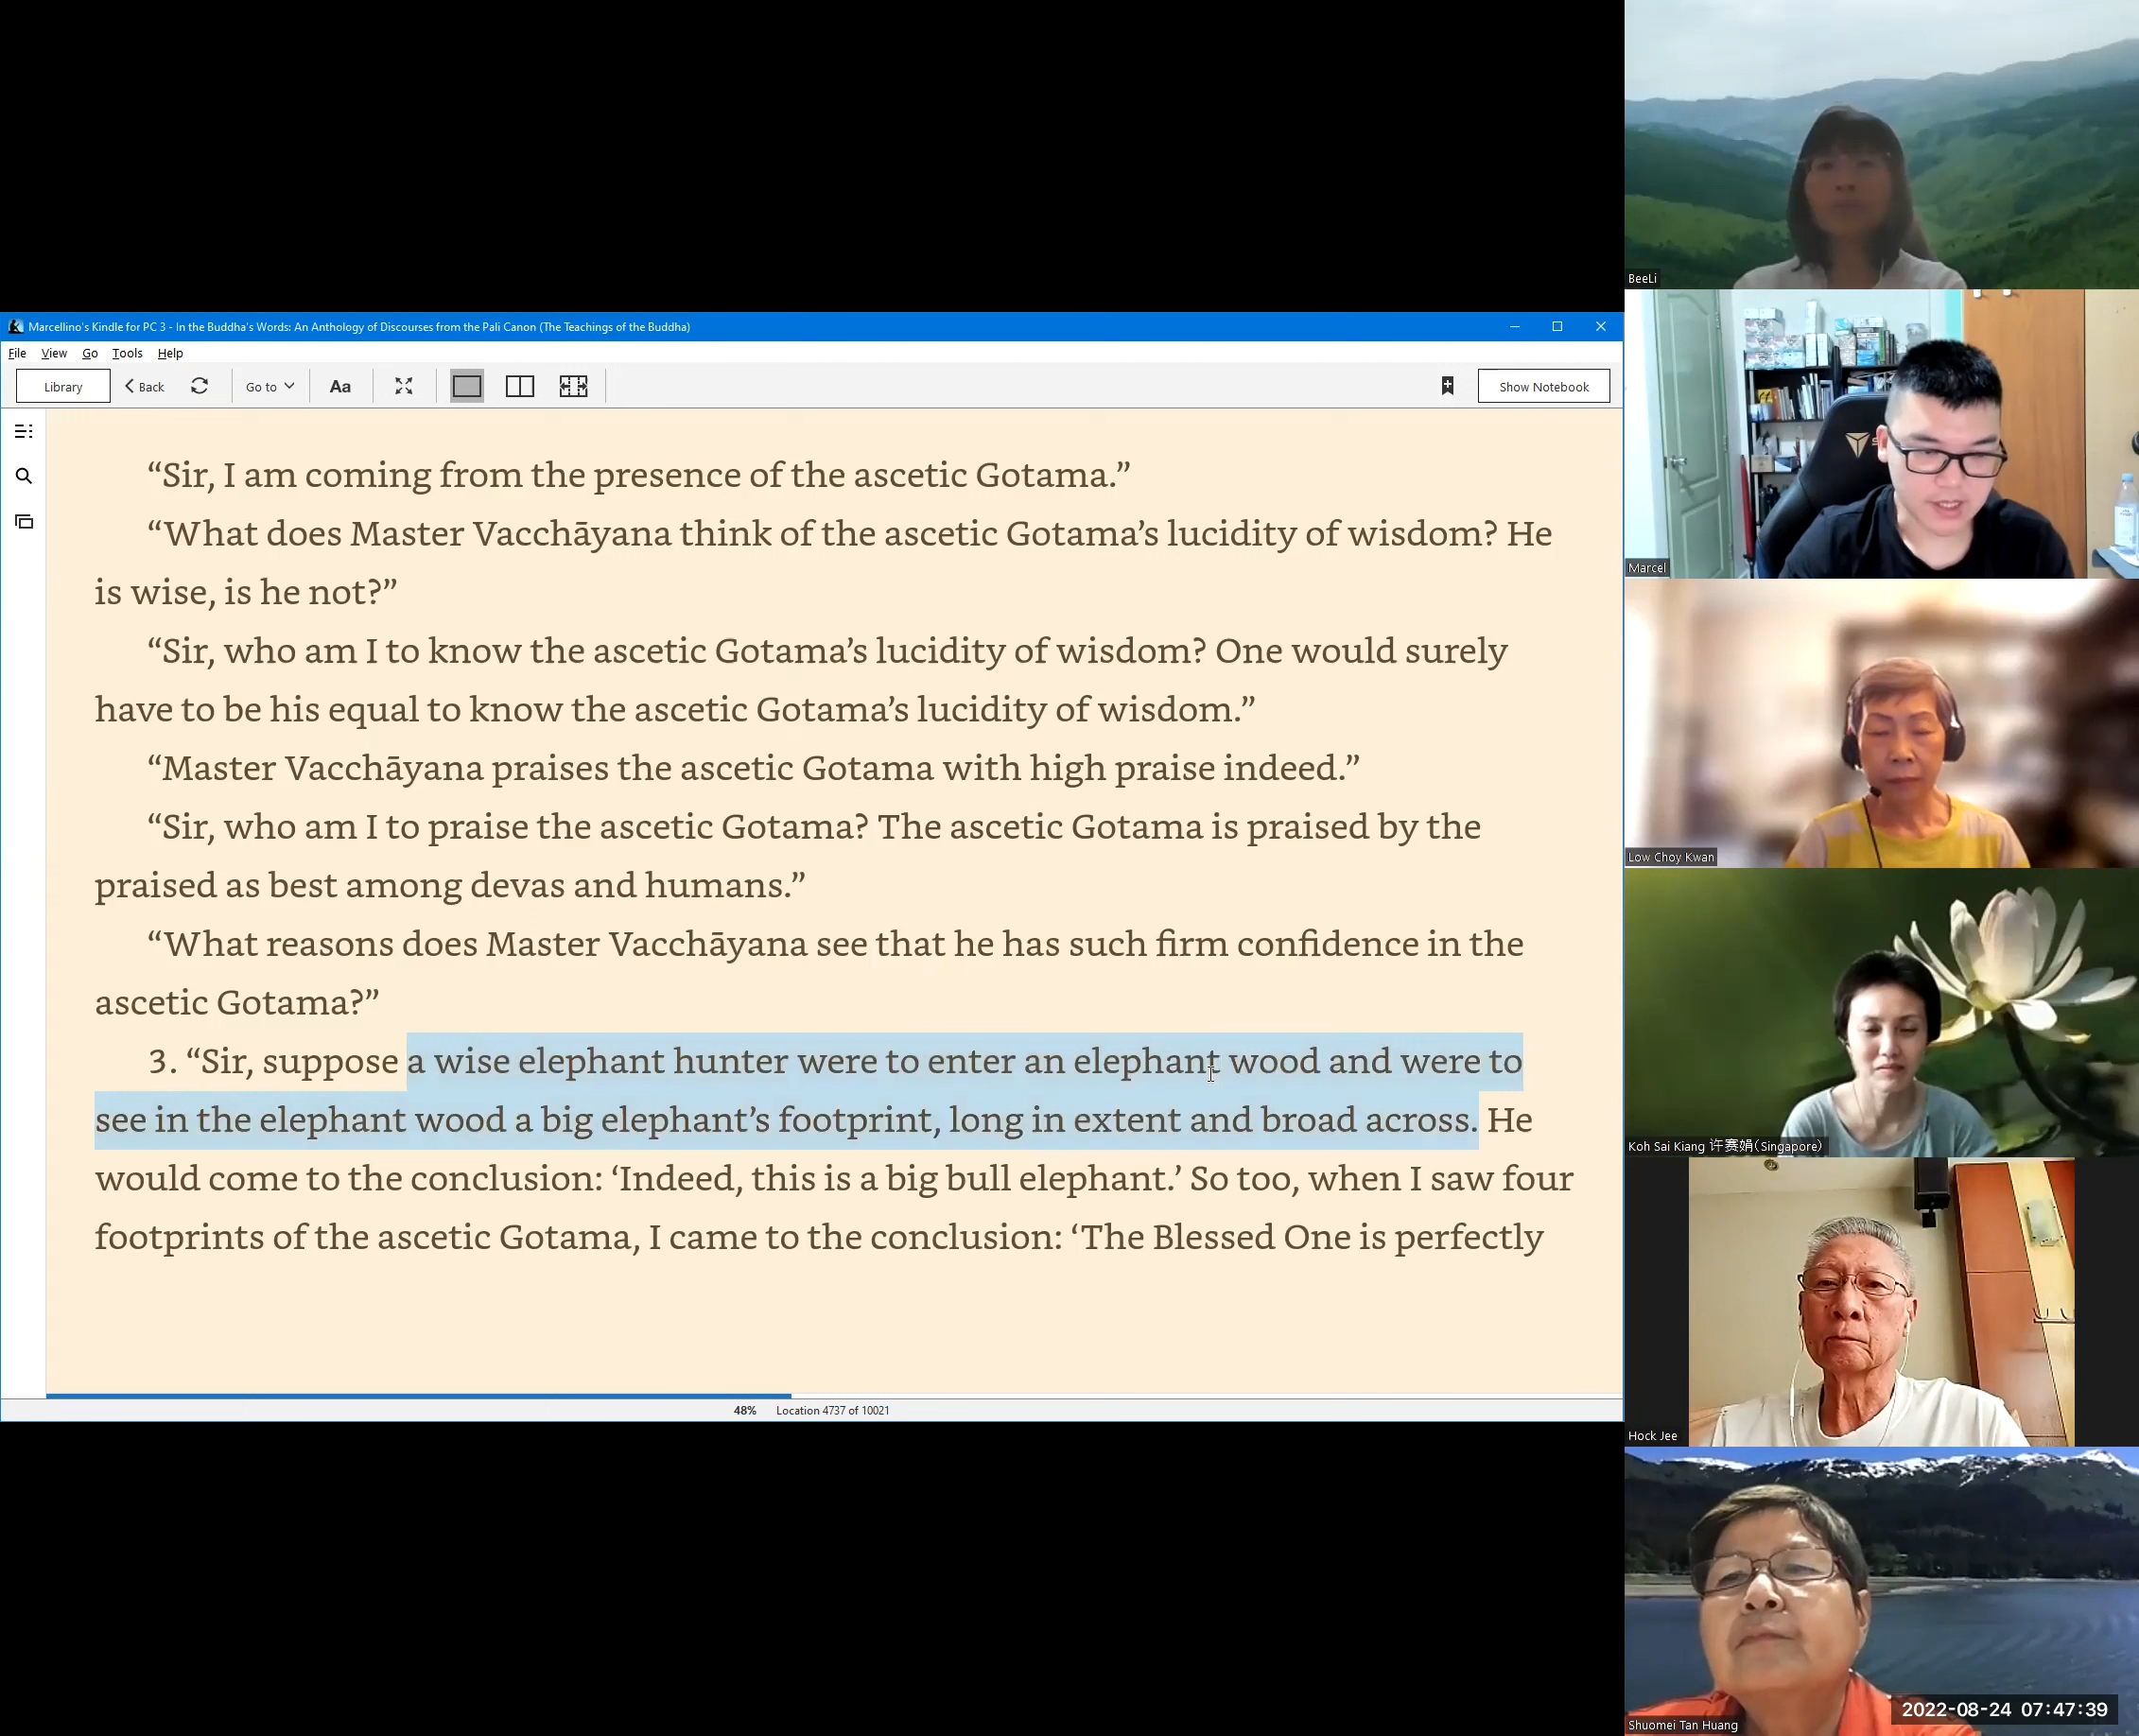 Marcellino's Kindle for PC 3 - In the Buddha's Words: An Anthology of Discourses from the Pali Canon (The Teachings of the Buddha)
File View Go Tools Help
Library Back Go to Aa Show Notebook
“Sir, I am coming from the presence of the ascetic Gotama.”
“What does Master Vacchāyana think of the ascetic Gotama’s lucidity of wisdom? He
is wise, is he not?”
“Sir, who am I to know the ascetic Gotama’s lucidity of wisdom? One would surely
have to be his equal to know the ascetic Gotama’s lucidity of wisdom.”
“Master Vacchāyana praises the ascetic Gotama with high praise indeed.”
“Sir, who am I to praise the ascetic Gotama? The ascetic Gotama is praised by the
praised as best among devas and humans.”
“What reasons does Master Vacchāyana see that he has such firm confidence in the
ascetic Gotama?”
3. “Sir, suppose a wise elephant hunter were to enter an elephant wood and were to
see in the elephant wood a big elephant’s footprint, long in extent and broad across. He
would come to the conclusion: ‘Indeed, this is a big bull elephant.’ So too, when I saw four
footprints of the ascetic Gotama, I came to the conclusion: ‘The Blessed One is perfectly
48% Location 4737 of 10021
BeeLi
Marcel
Low Choy Kwan
Koh Sai Kiang 许赛娟(Singapore)
Hock Jee
2022-08-24 07:47:39
Shuomei Tan Huang